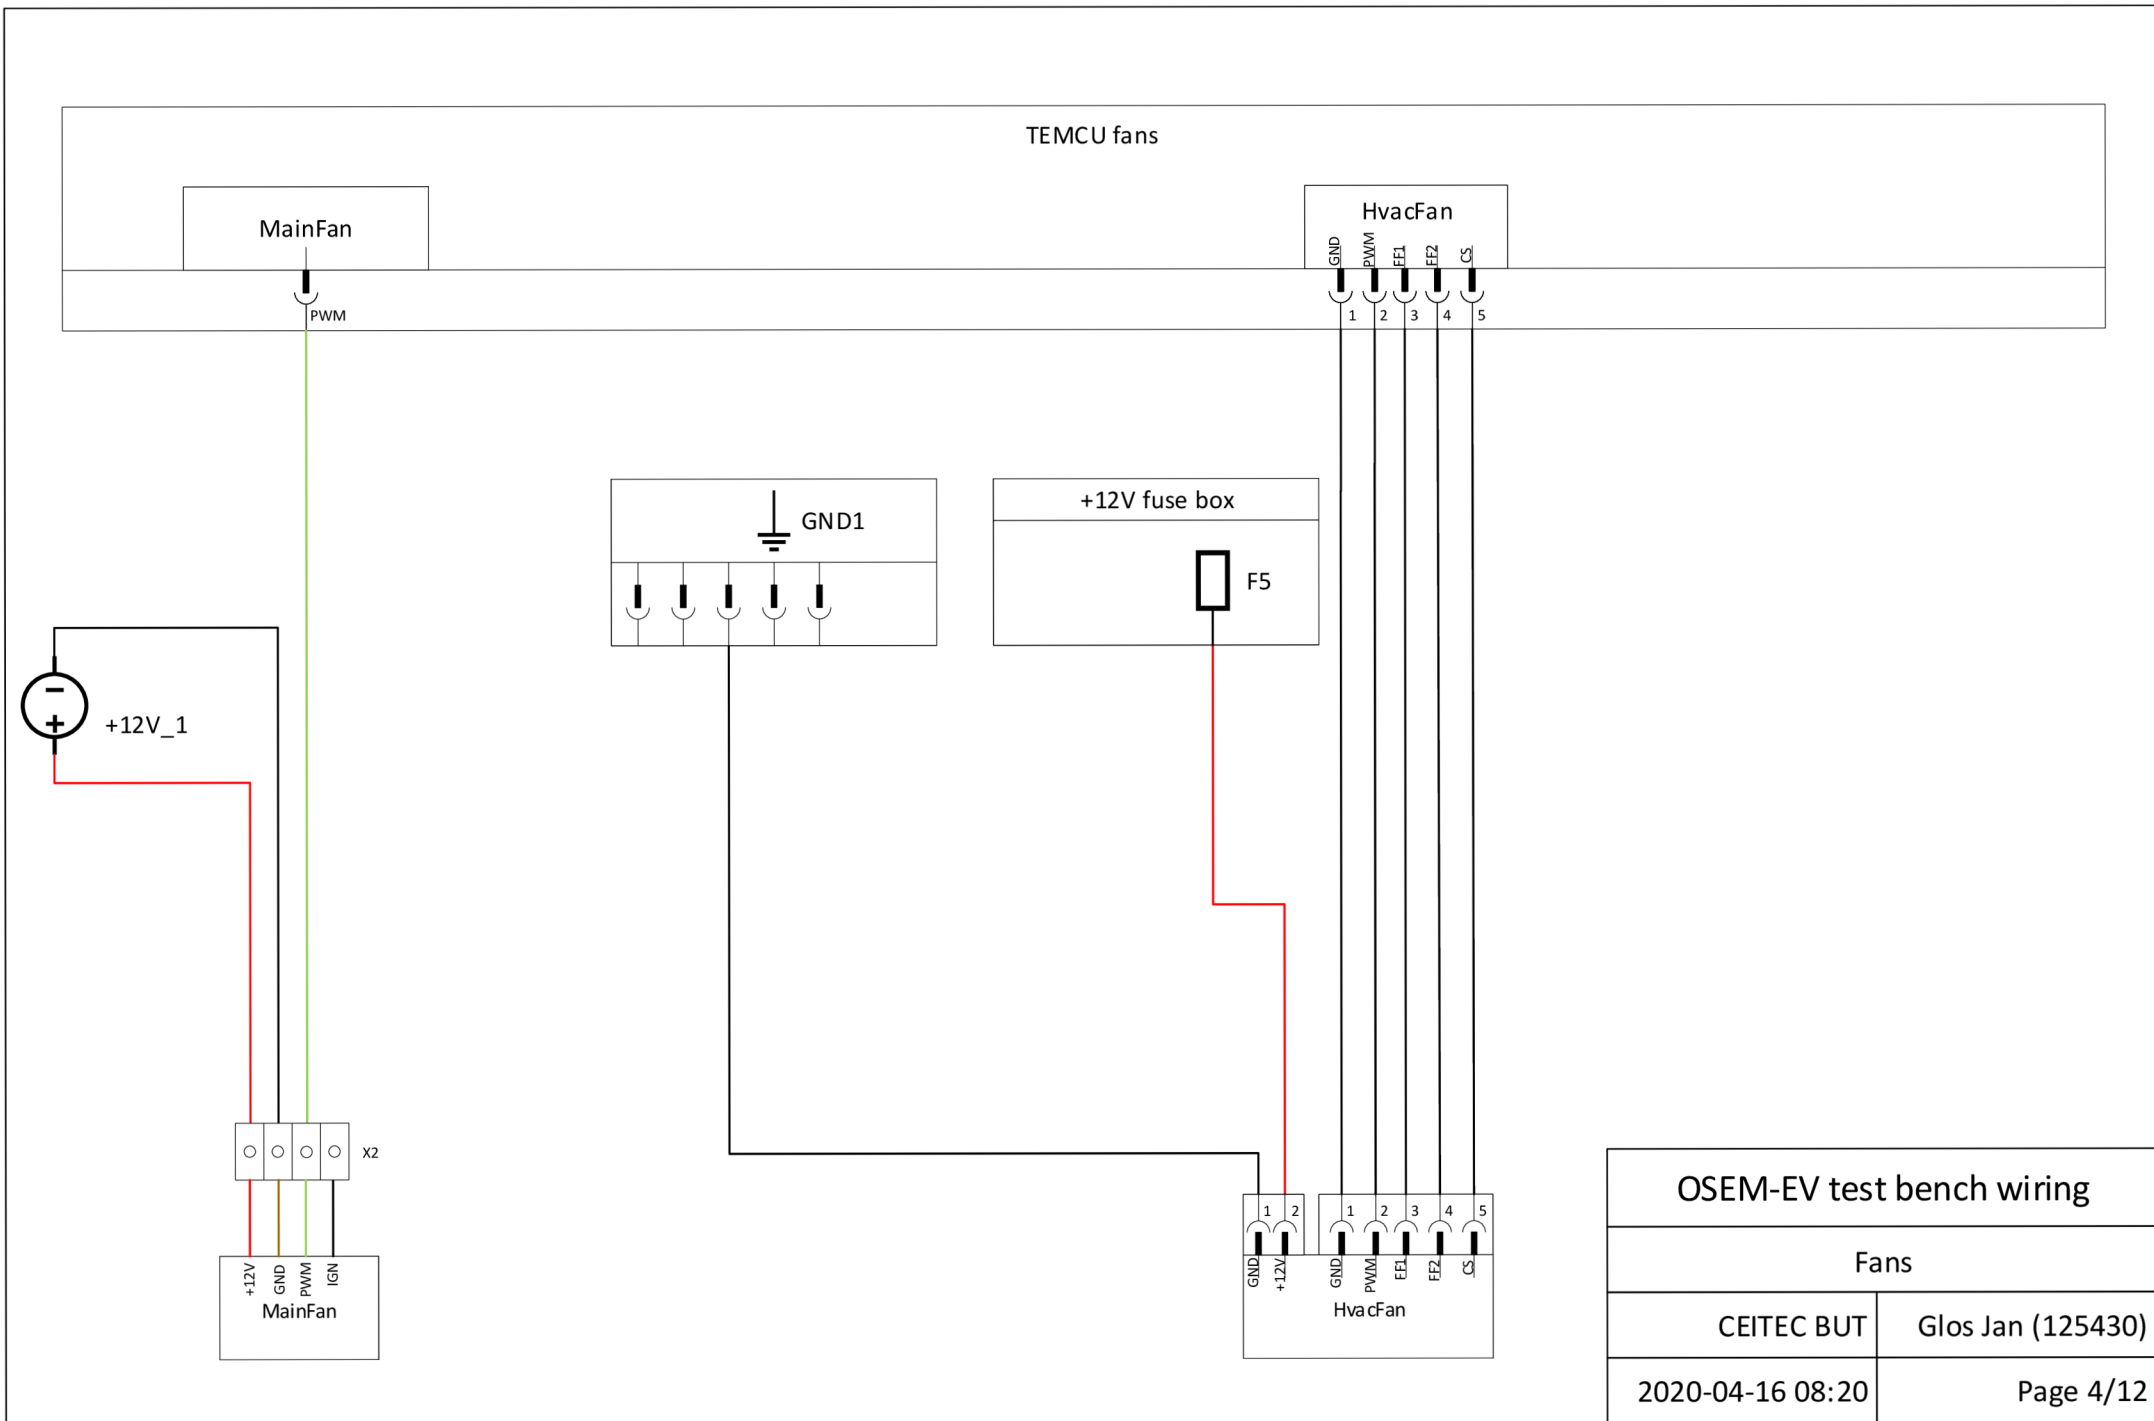 TEMCU fans
MainFan
HvacFan
GND PWM FF1 FF2 CS
PWM
1 2 3 4 5
GND1
+12V fuse box
F5
+12V_1
X2
1 2 1 2 3 4 5
+12V GND PWM IGN
MainFan
GND +12V GND PWM FF1 FF2 CS
HvacFan
OSEM-EV test bench wiring
Fans
CEITEC BUT Glos Jan (125430)
2020-04-16 08:20 Page 4/12